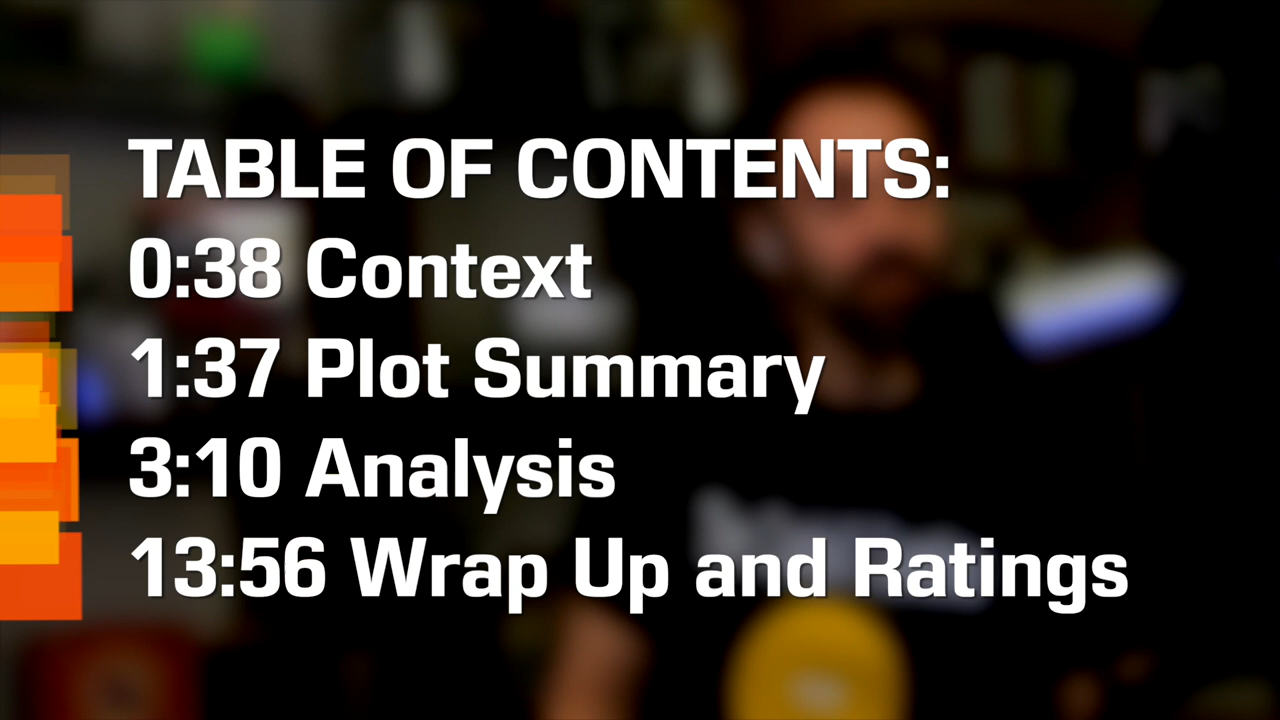 TABLE OF CONTENTS:
0:38 Context
1:37 Plot Summary
3:10 Analysis
13:56 Wrap Up and Ratings